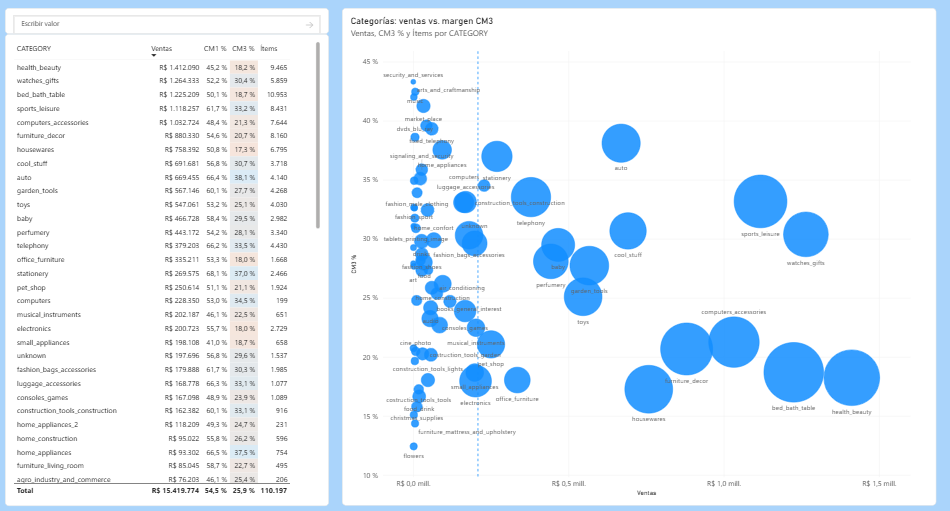 Escribir valor
CATEGORY Ventas CM1 % CM3 % Ítems
health_beauty R$ 1.412.090 45,2 % 18,2 % 9.465
watches_gifts R$ 1.264.333 52,2 % 30,4 % 5.859
bed_bath_table R$ 1.225.209 50,1 % 18,7 % 10.953
sports_leisure R$ 1.118.257 61,7 % 33,2 % 8.431
computers_accessories R$ 1.032.724 48,4 % 21,3 % 7.644
furniture_decor R$ 880.330 54,6 % 20,7 % 8.160
housewares R$ 758.392 50,8 % 17,3 % 6.795
cool_stuff R$ 691.681 56,8 % 30,7 % 3.718
auto R$ 669.455 66,4 % 38,1 % 4.140
garden_tools R$ 567.146 60,1 % 27,7 % 4.268
toys R$ 547.061 53,2 % 25,1 % 4.030
baby R$ 466.728 58,4 % 29,5 % 2.982
perfumery R$ 443.172 54,2 % 28,1 % 3.340
telephony R$ 379.203 66,2 % 33,5 % 4.430
office_furniture R$ 335.211 53,3 % 18,0 % 1.668
stationery R$ 269.575 68,1 % 37,0 % 2.466
pet_shop R$ 250.614 51,1 % 21,1 % 1.924
computers R$ 228.350 53,0 % 34,5 % 199
musical_instruments R$ 202.187 46,1 % 22,5 % 651
electronics R$ 200.723 55,7 % 18,0 % 2.729
small_appliances R$ 198.108 41,0 % 18,7 % 658
unknown R$ 197.696 56,8 % 29,6 % 1.537
fashion_bags_accessories R$ 179.888 61,7 % 30,3 % 1.985
luggage_accessories R$ 168.778 66,3 % 33,1 % 1.077
consoles_games R$ 167.098 48,9 % 23,9 % 1.089
construction_tools_construction R$ 162.382 60,1 % 33,1 % 916
home_appliances_2 R$ 118.209 49,3 % 24,7 % 231
home_construction R$ 95.022 55,8 % 26,2 % 596
home_appliances R$ 93.302 66,5 % 37,5 % 754
furniture_living_room R$ 85.045 58,7 % 22,7 % 495
agro_industry_and_commerce R$ 76.203 46,1 % 25,4 % 206
Total R$ 15.419.774 54,5 % 25,9 % 110.197
Categorías: ventas vs. margen CM3
Ventas, CM3 % y Ítems por CATEGORY
45 %
security_and_services
arts_and_craftmanship
market_place
40 %
auto
signaling_and_security
home_appliances
computers
stationery
35 %
luggage_accessories
fashion_male_clothing
construction_tools_construction
telephony
sports_leisure
30 %
watches_gifts
cool_stuff
fashion_bags_accessories
CM3 %
baby
art
perfumery
garden_tools
25 %
toys
consoles_games
computers_accessories
cine_photo
musical_instruments
20 %
pet_shop
construction_tools_lights
furniture_decor
small_appliances
electronics
office_furniture
bed_bath_table
health_beauty
food_drink
15 %
christmas_supplies
housewares
furniture_mattress_and_upholstery
flowers
10 %
R$ 0,0 mill. R$ 0,5 mill. R$ 1,0 mill. R$ 1,5 mill.
Ventas